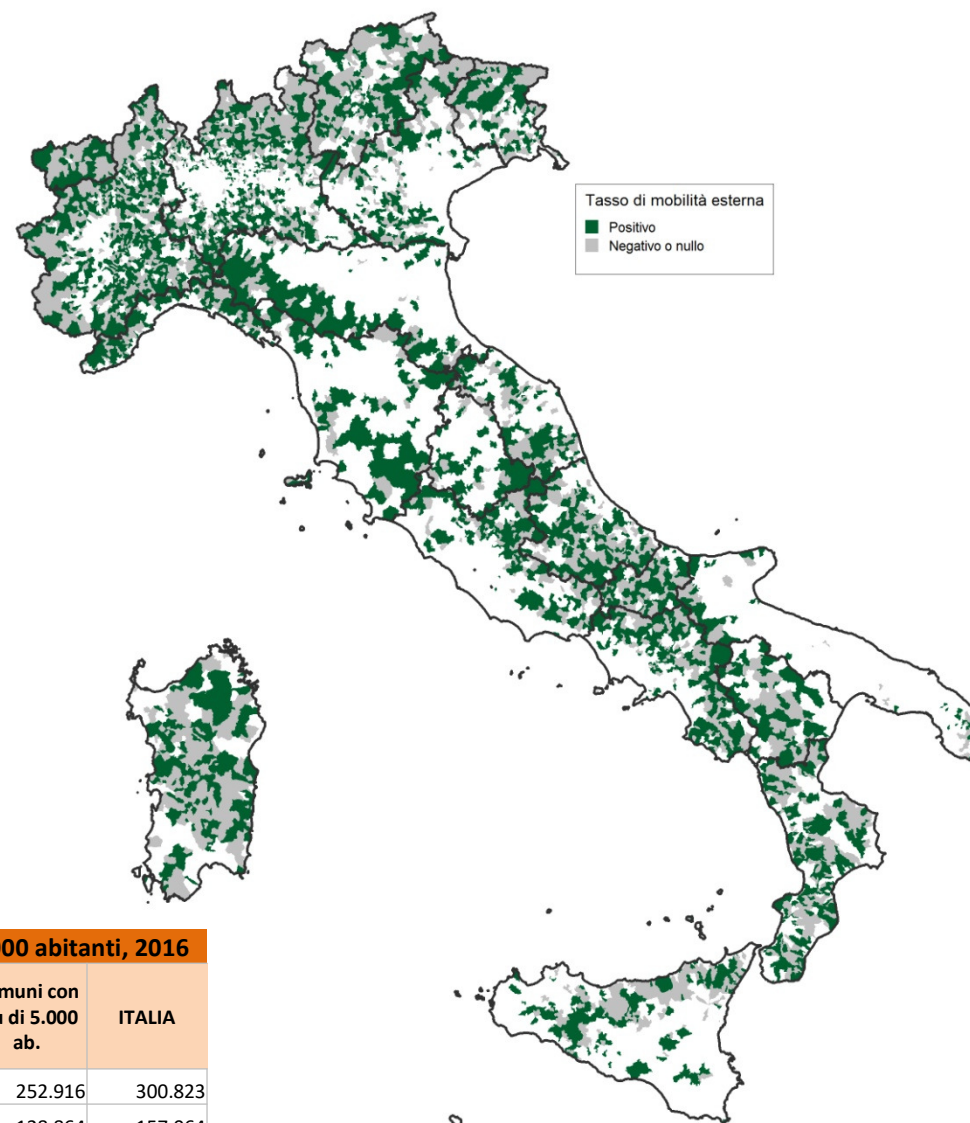 Tasso di mobilità esterna
Positivo
Negativo o nullo
000 abitanti, 2016
muni con
di 5.000
ab.
ITALIA
252.916 300.823